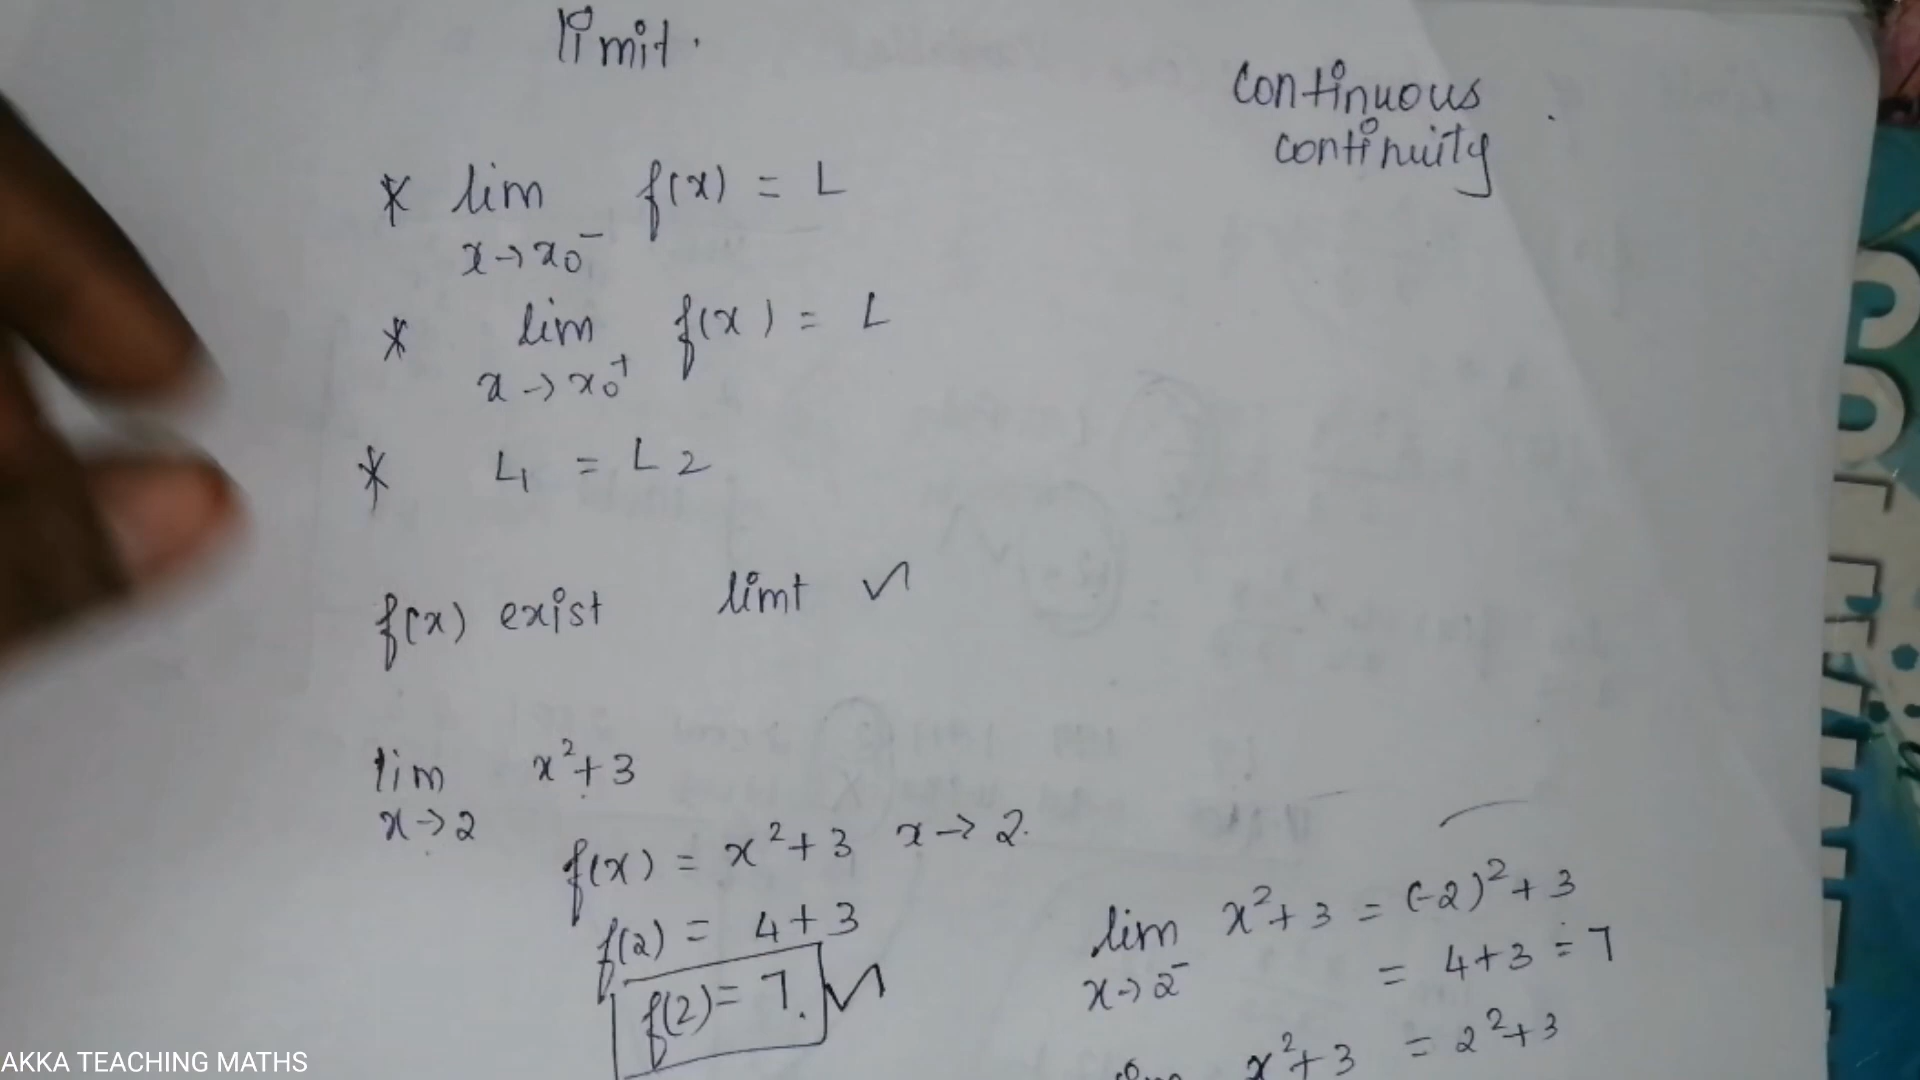 limit.
continuous
continuity
* lim f(x) = L
x→x₀⁻
* lim f(x) = L
x→x₀⁺
* L₁ = L₂
f(x) exist limt ✓
lim x²+3
x→2
f(x) = x²+3 x→2.
f(2) = 4+3
f(2) = 7. ✓
lim x²+3 = (-2)²+3
x→2⁻ = 4+3 = 7
x²+3 = 2²+3
AKKA TEACHING MATHS